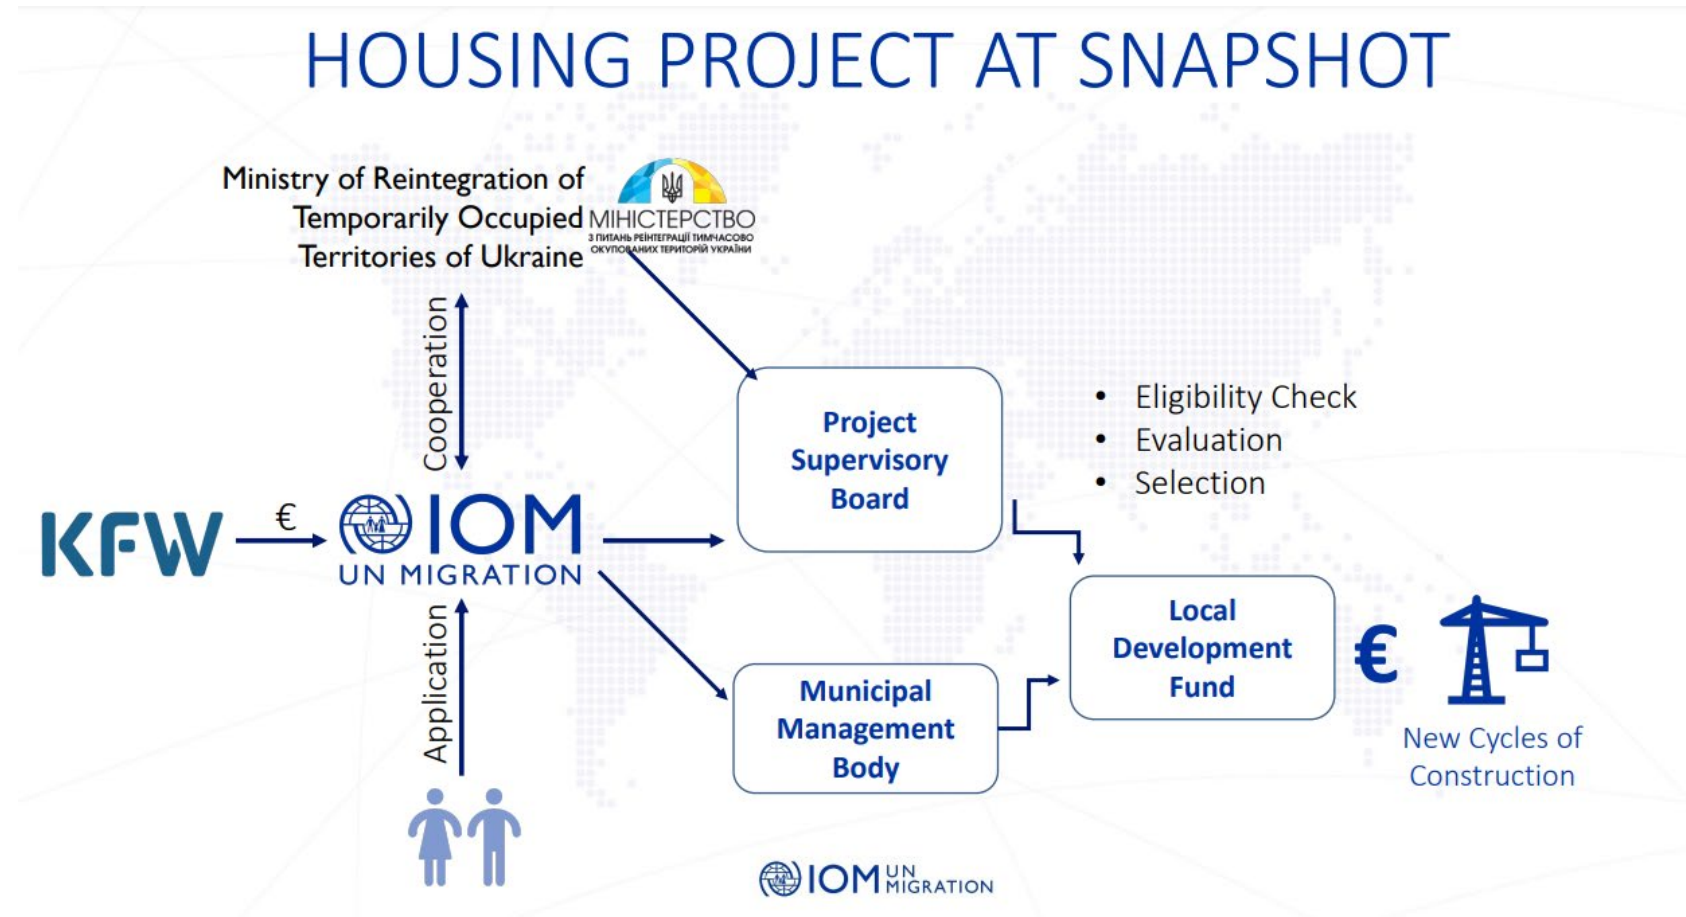 HOUSING PROJECT AT SNAPSHOT
Ministry of Reintegration of
Temporarily Occupied
Territories of Ukraine
МІНІСТЕРСТВО
З ПИТАНЬ РЕІНТЕГРАЦІЇ ТИМЧАСОВО
ОКУПОВАНИХ ТЕРИТОРІЙ УКРАЇНИ
Cooperation
Project
Supervisory
Board
• Eligibility Check
• Evaluation
• Selection
KFW
€
IOM
UN MIGRATION
Application
Municipal
Management
Body
Local
Development
Fund
€
New Cycles of
Construction
IOM UN
MIGRATION